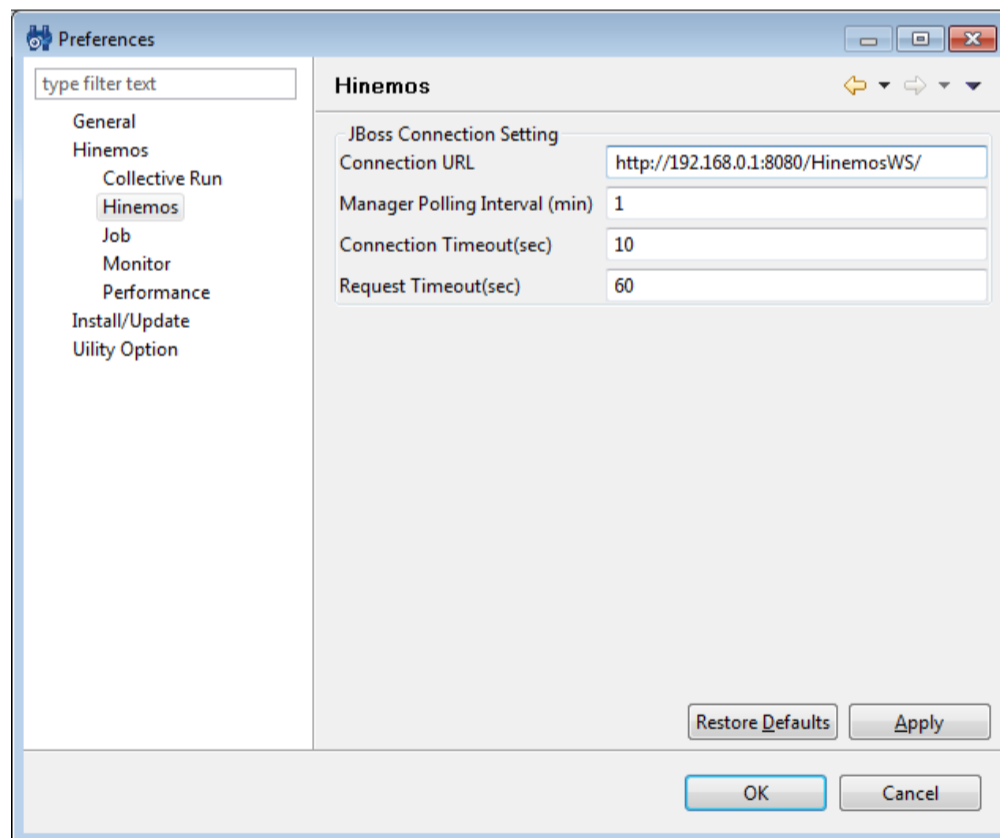 Preferences
type filter text
General
Hinemos
Collective Run
Hinemos
Job
Monitor
Performance
Install/Update
Uility Option
Hinemos
JBoss Connection Setting
Connection URL http://192.168.0.1:8080/HinemosWS/
Manager Polling Interval (min) 1
Connection Timeout(sec) 10
Request Timeout(sec) 60
Restore Defaults Apply
OK Cancel